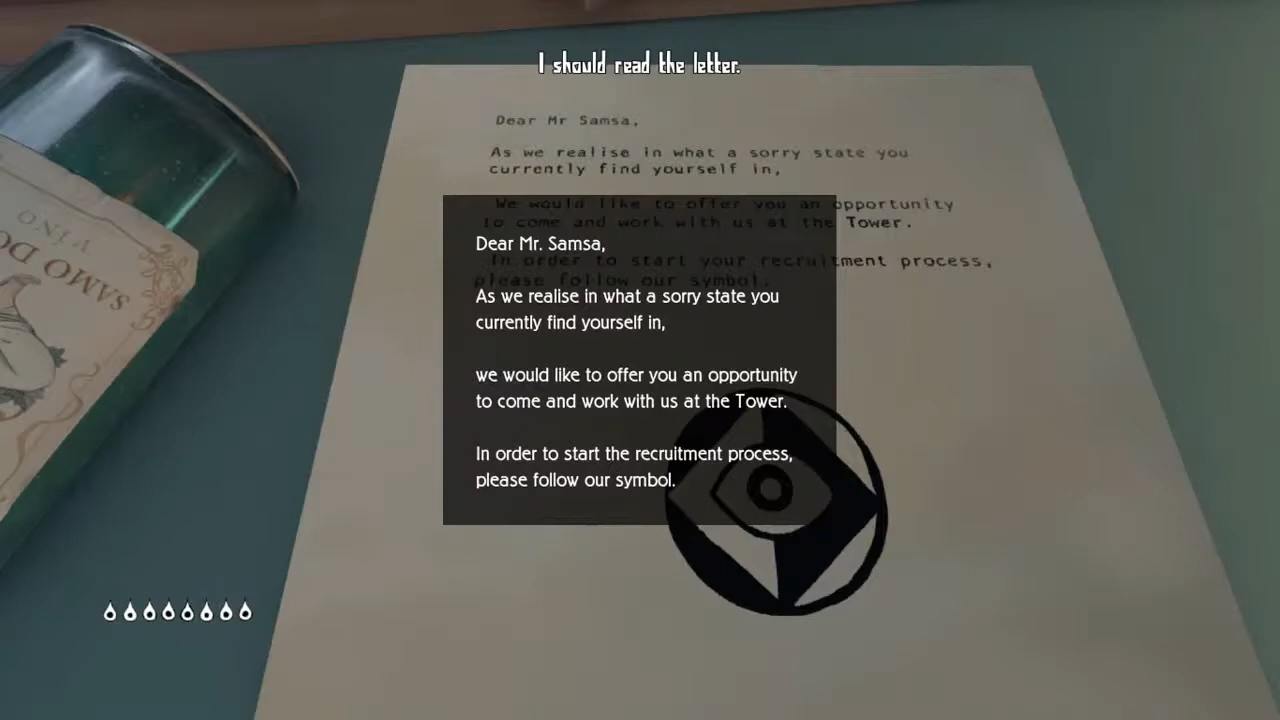 I should read the letter.
Dear Mr Samsa,
As we realise in what a sorry state you
currently find yourself in,
We would like to offer you an opportunity
to come and work with us at the Tower.
In order to start your recruitment process,
please follow our symbol.
Dear Mr. Samsa,
As we realise in what a sorry state you
currently find yourself in,
we would like to offer you an opportunity
to come and work with us at the Tower.
In order to start the recruitment process,
please follow our symbol.
SAMO DO
VINO